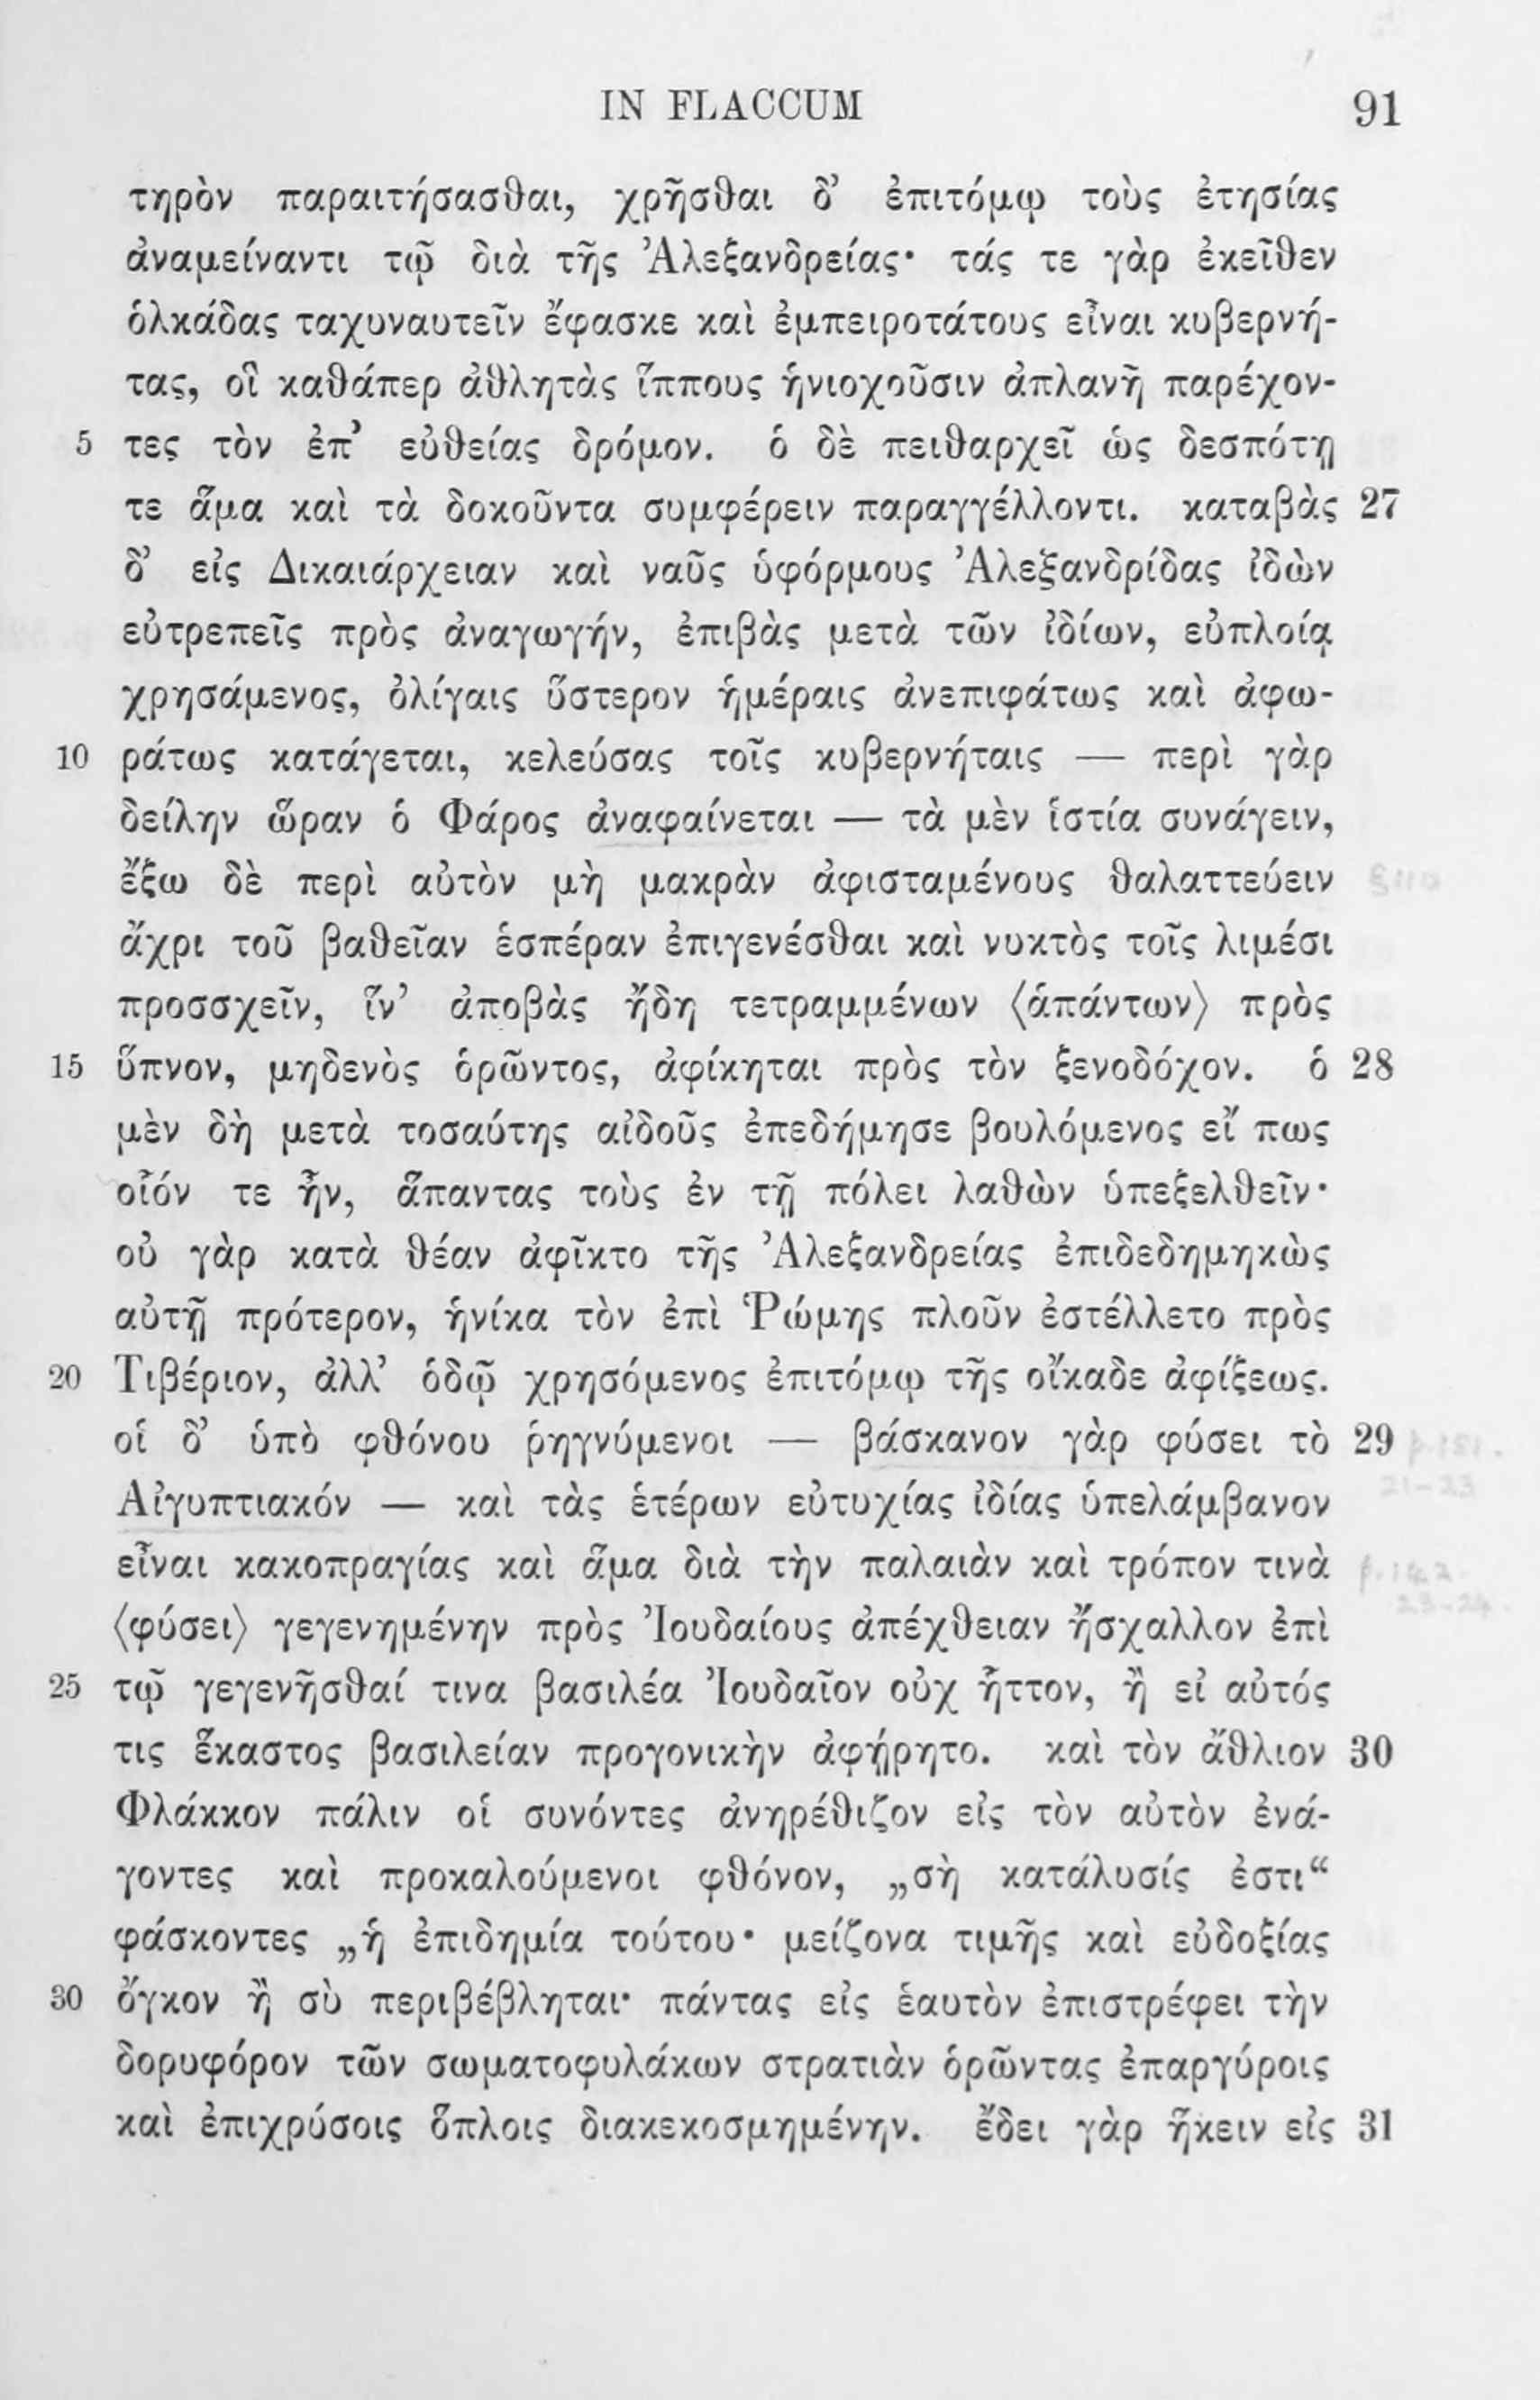 IN FLACCUM 91
τηρὸν παραιτήσασθαι, χρῆσθαι δ’ ἐπιτόμῳ τοὺς ἐτησίας
ἀναμείναντι τῷ διὰ τῆς Ἀλεξανδρείας· τάς τε γὰρ ἐκεῖθεν
ὁλκάδας ταχυναυτεῖν ἔφασκε καὶ ἐμπειροτάτους εἶναι κυβερνή-
τας, οἳ καθάπερ ἀθλητὰς ἵππους ἡνιοχοῦσιν ἀπλανῆ παρέχον-
5 τες τὸν ἐπ’ εὐθείας δρόμον. ὁ δὲ πειθαρχεῖ ὡς δεσπότῃ
τε ἅμα καὶ τὰ δοκοῦντα συμφέρειν παραγγέλλοντι. καταβὰς 27
δ’ εἰς Δικαιάρχειαν καὶ ναῦς ὑφόρμους Ἀλεξανδρίδας ἰδὼν
εὐτρεπεῖς πρὸς ἀναγωγήν, ἐπιβὰς μετὰ τῶν ἰδίων, εὐπλοίᾳ
χρησάμενος, ὀλίγαις ὕστερον ἡμέραις ἀνεπιφάτως καὶ ἀφω-
10 ράτως κατάγεται, κελεύσας τοῖς κυβερνήταις — περὶ γὰρ
δείλην ὥραν ὁ Φάρος ἀναφαίνεται — τὰ μὲν ἱστία συνάγειν,
ἔξω δὲ περὶ αὐτὸν μὴ μακρὰν ἀφισταμένους θαλαττεύειν §110
ἄχρι τοῦ βαθεῖαν ἑσπέραν ἐπιγενέσθαι καὶ νυκτὸς τοῖς λιμέσι
προσσχεῖν, ἵν’ ἀποβὰς ἤδη τετραμμένων ⟨ἁπάντων⟩ πρὸς
15 ὕπνον, μηδενὸς ὁρῶντος, ἀφίκηται πρὸς τὸν ξενοδόχον. ὁ 28
μὲν δὴ μετὰ τοσαύτης αἰδοῦς ἐπεδήμησε βουλόμενος εἴ πως
οἷόν τε ἦν, ἅπαντας τοὺς ἐν τῇ πόλει λαθὼν ὑπεξελθεῖν·
οὐ γὰρ κατὰ θέαν ἀφῖκτο τῆς Ἀλεξανδρείας ἐπιδεδημηκὼς
αὐτῇ πρότερον, ἡνίκα τὸν ἐπὶ Ῥώμης πλοῦν ἐστέλλετο πρὸς
20 Τιβέριον, ἀλλ’ ὁδῷ χρησόμενος ἐπιτόμῳ τῆς οἴκαδε ἀφίξεως.
οἱ δ’ ὑπὸ φθόνου ῥηγνύμενοι — βάσκανον γὰρ φύσει τὸ 29 p.151.
Αἰγυπτιακόν — καὶ τὰς ἑτέρων εὐτυχίας ἰδίας ὑπελάμβανον 21-23
εἶναι κακοπραγίας καὶ ἅμα διὰ τὴν παλαιὰν καὶ τρόπον τινὰ p.142.
⟨φύσει⟩ γεγενημένην πρὸς Ἰουδαίους ἀπέχθειαν ἤσχαλλον ἐπὶ 23-24.
25 τῷ γεγενῆσθαί τινα βασιλέα Ἰουδαῖον οὐχ ἧττον, ἢ εἰ αὐτός
τις ἕκαστος βασιλείαν προγονικὴν ἀφῄρητο. καὶ τὸν ἄθλιον 30
Φλάκκον πάλιν οἱ συνόντες ἀνηρέθιζον εἰς τὸν αὐτὸν ἐνά-
γοντες καὶ προκαλούμενοι φθόνον, „σὴ κατάλυσίς ἐστι“
φάσκοντες „ἡ ἐπιδημία τούτου· μείζονα τιμῆς καὶ εὐδοξίας
30 ὄγκον ἢ σὺ περιβέβληται· πάντας εἰς ἑαυτὸν ἐπιστρέφει τὴν
δορυφόρον τῶν σωματοφυλάκων στρατιὰν ὁρῶντας ἐπαργύροις
καὶ ἐπιχρύσοις ὅπλοις διακεκοσμημένην. ἔδει γὰρ ἥκειν εἰς 31